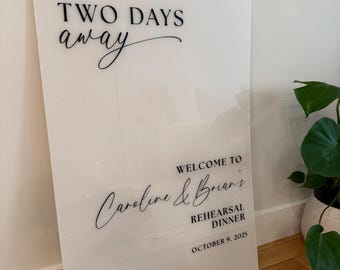 TWO DAYS
away
WELCOME TO
Caroline & Brian's
REHEARSAL
DINNER
OCTOBER 9, 2025